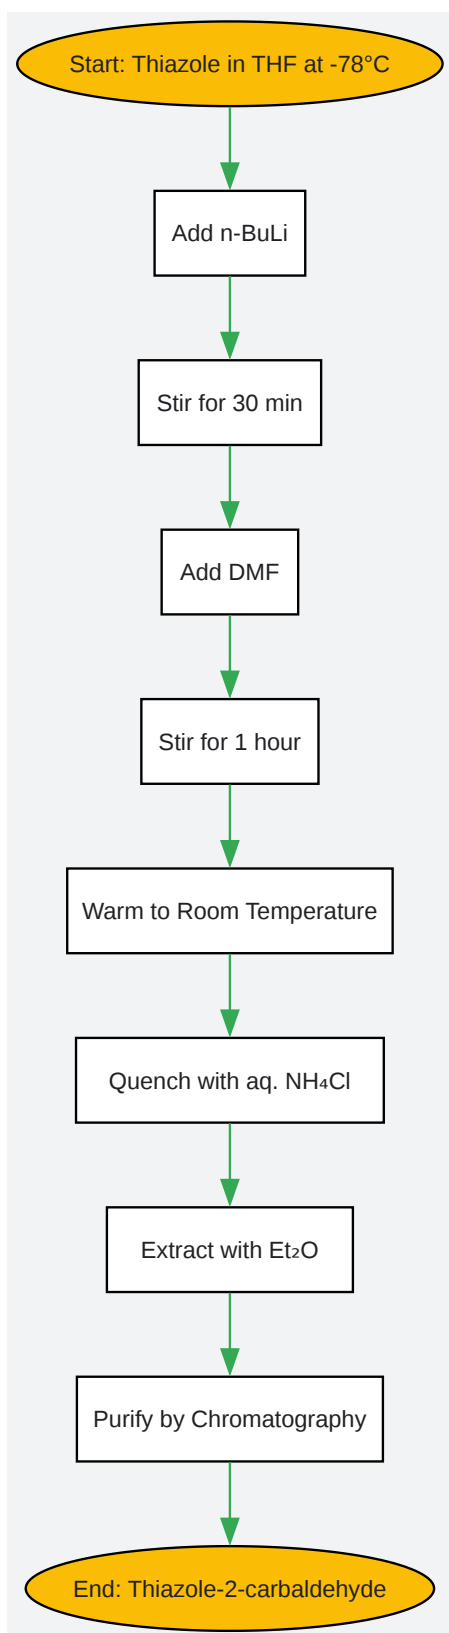 Start: Thiazole in THF at -78°C
Add n-BuLi
Stir for 30 min
Add DMF
Stir for 1 hour
Warm to Room Temperature
Quench with aq. NH₄Cl
Extract with Et₂O
Purify by Chromatography
End: Thiazole-2-carbaldehyde